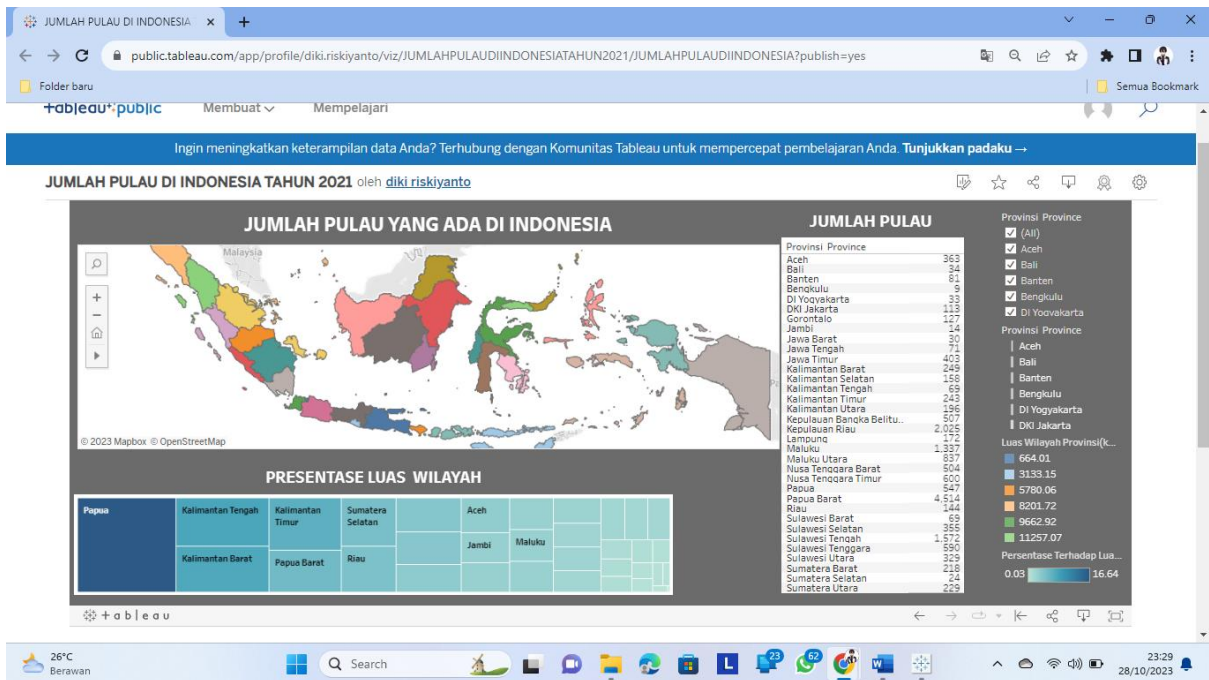 JUMLAH PULAU DI INDONESIA
public.tableau.com/app/profile/diki.riskiyanto/viz/JUMLAHPULAUDIINDONESIATAHUN2021/JUMLAHPULAUDIINDONESIA?publish=yes
Folder baru
Semua Bookmark
+ableau+public Membuat Mempelajari
Ingin meningkatkan keterampilan data Anda? Terhubung dengan Komunitas Tableau untuk mempercepat pembelajaran Anda. Tunjukkan padaku →
JUMLAH PULAU DI INDONESIA TAHUN 2021 oleh diki riskiyanto
JUMLAH PULAU YANG ADA DI INDONESIA
Malaysia
© 2023 Mapbox © OpenStreetMap
PRESENTASE LUAS WILAYAH
Papua
Kalimantan Tengah
Kalimantan Barat
Kalimantan
Timur
Papua Barat
Sumatera
Selatan
Riau
Aceh
Jambi
Maluku
JUMLAH PULAU
Provinsi Province
Aceh 363
Bali 34
Banten 81
Bengkulu 9
DI Yogyakarta 33
DKI Jakarta 113
Gorontalo 127
Jambi 14
Jawa Barat 30
Jawa Tengah 71
Jawa Timur 403
Kalimantan Barat 249
Kalimantan Selatan 158
Kalimantan Tengah 69
Kalimantan Timur 243
Kalimantan Utara 196
Kepulauan Bangka Belitu.. 507
Kepulauan Riau 2,025
Lampung 172
Maluku 1,337
Maluku Utara 837
Nusa Tenggara Barat 504
Nusa Tenggara Timur 600
Papua 547
Papua Barat 4,514
Riau 144
Sulawesi Barat 69
Sulawesi Selatan 355
Sulawesi Tengah 1,572
Sulawesi Tenggara 590
Sulawesi Utara 329
Sumatera Barat 218
Sumatera Selatan 24
Sumatera Utara 229
Provinsi Province
(All)
Aceh
Bali
Banten
Bengkulu
DI Yogyakarta
Provinsi Province
Aceh
Bali
Banten
Bengkulu
DI Yogyakarta
DKI Jakarta
Luas Wilayah Provinsi(k...
664.01
3133.15
5780.06
8201.72
9662.92
11257.07
Persentase Terhadap Lua...
0.03 16.64
+ableau
26°C
Berawan
Search
23
62
23:29
28/10/2023